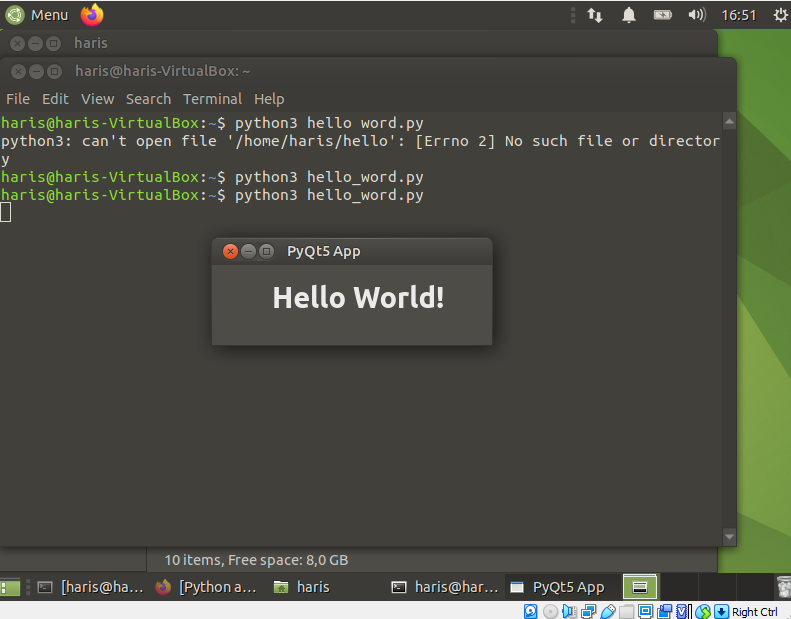 Menu 16:51
haris
haris@haris-VirtualBox: ~
File Edit View Search Terminal Help
haris@haris-VirtualBox:~$ python3 hello word.py
python3: can't open file '/home/haris/hello': [Errno 2] No such file or director
y
haris@haris-VirtualBox:~$ python3 hello_word.py
haris@haris-VirtualBox:~$ python3 hello_word.py
PyQt5 App
Hello World!
10 items, Free space: 8,0 GB
[haris@ha... [Python a... haris haris@har... PyQt5 App
Right Ctrl